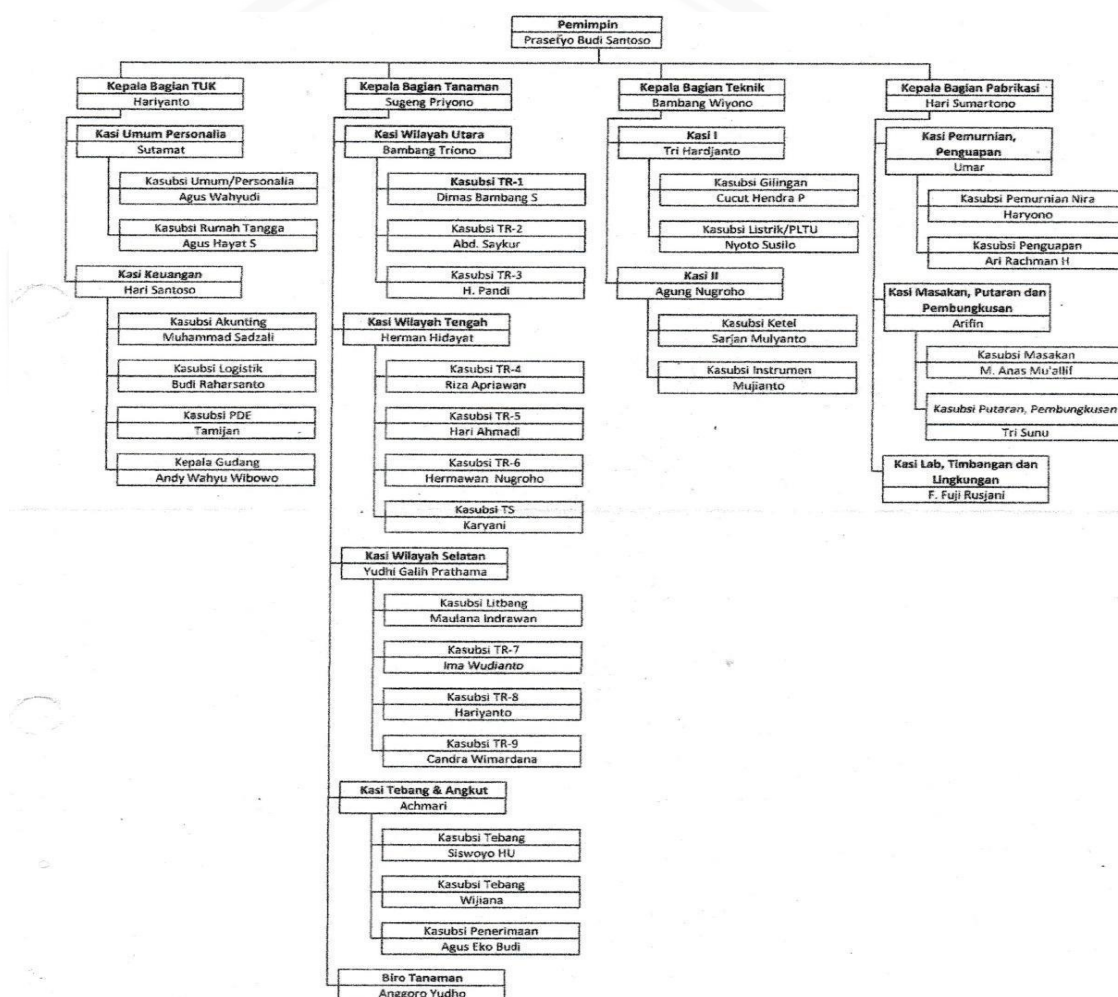 Pemimpin
Prasetyo Budi Santoso
Kepala Bagian TUK
Hariyanto
Kasi Umum Personalia
Sutamat
Kasubsi Umum/Personalia
Agus Wahyudi
Kasubsi Rumah Tangga
Agus Hayat S
Kasi Keuangan
Hari Santoso
Kasubsi Akunting
Muhammad Sadzali
Kasubsi Logistik
Budi Raharsanto
Kasubsi PDE
Tamijan
Kepala Gudang
Andy Wahyu Wibowo
Kepala Bagian Tanaman
Sugeng Priyono
Kasi Wilayah Utara
Bambang Triono
Kasubsi TR-1
Dimas Bambang S
Kasubsi TR-2
Abd. Saykur
Kasubsi TR-3
H. Pandi
Kasi Wilayah Tengah
Herman Hidayat
Kasubsi TR-4
Riza Apriawan
Kasubsi TR-5
Hari Ahmadi
Kasubsi TR-6
Hermawan Nugroho
Kasubsi TS
Karyani
Kasi Wilayah Selatan
Yudhi Galih Prathama
Kasubsi Litbang
Maulana Indrawan
Kasubsi TR-7
Ima Wudianto
Kasubsi TR-8
Hariyanto
Kasubsi TR-9
Candra Wimardana
Kasi Tebang & Angkut
Achmari
Kasubsi Tebang
Siswoyo HU
Kasubsi Tebang
Wijiana
Kasubsi Penerimaan
Agus Eko Budi
Biro Tanaman
Anggoro Yudho
Kepala Bagian Teknik
Bambang Wiyono
Kasi I
Tri Hardjanto
Kasubsi Gilingan
Cucut Hendra P
Kasubsi Listrik/PLTU
Nyoto Susilo
Kasi II
Agung Nugroho
Kasubsi Ketel
Sarjan Mulyanto
Kasubsi Instrumen
Mujianto
Kepala Bagian Pabrikasi
Hari Sumartono
Kasi Pemurnian,
Penguapan
Umar
Kasubsi Pemurnian Nira
Haryono
Kasubsi Penguapan
Ari Rachman H
Kasi Masakan, Putaran dan
Pembungkusan
Arifin
Kasubsi Masakan
M. Anas Mu'allif
Kasubsi Putaran, Pembungkusan
Tri Sunu
Kasi Lab, Timbangan dan
Lingkungan
F. Fuji Rusjani